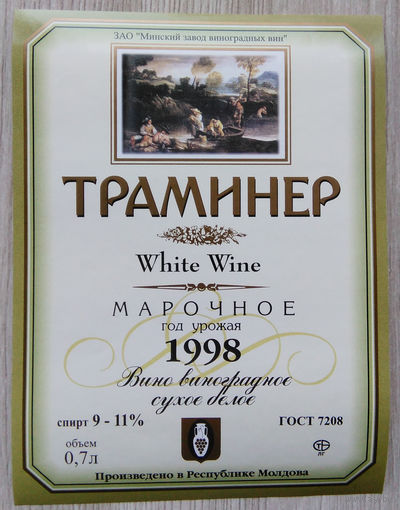 ЗАО "Минский завод виноградных вин"
ТРАМИНЕР
White Wine
МАРОЧНОЕ
год урожая
1998
Вино виноградное
сухое белое
спирт 9 - 11%
ГОСТ 7208
объем
0,7л
Произведено в Республике Молдова